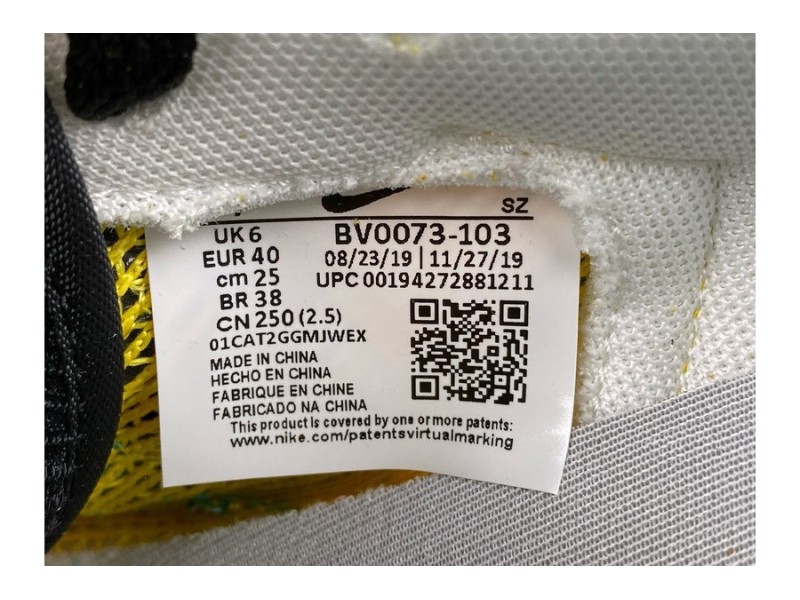 SZ
UK 6
BV0073-103
EUR 40
08/23/19 | 11/27/19
cm 25
UPC 00194272881211
BR 38
CN 250 (2.5)
01CAT2GGMJWEX
MADE IN CHINA
HECHO EN CHINA
FABRIQUE EN CHINE
FABRICADO NA CHINA
This product is covered by one or more patents:
www.nike.com/patentsvirtualmarking